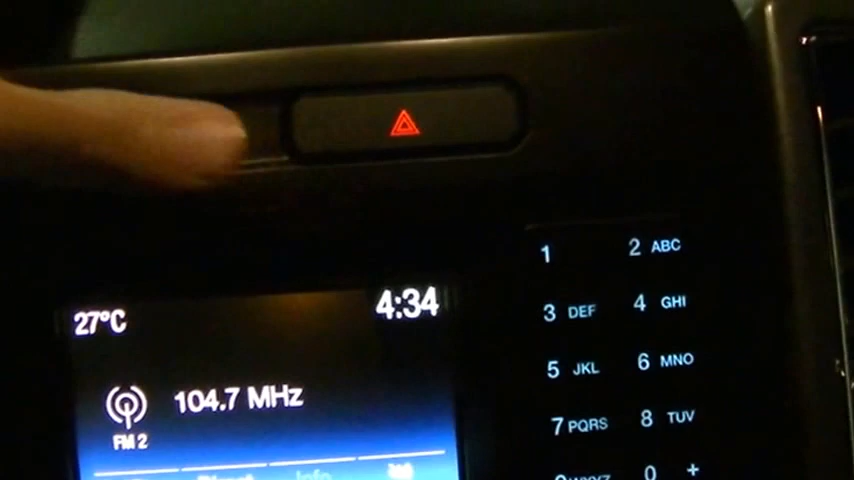 27°C 4:34
104.7 MHz
FM 2
Info
1 2 ABC
3 DEF 4 GHI
5 JKL 6 MNO
7 PQRS 8 TUV
0 +